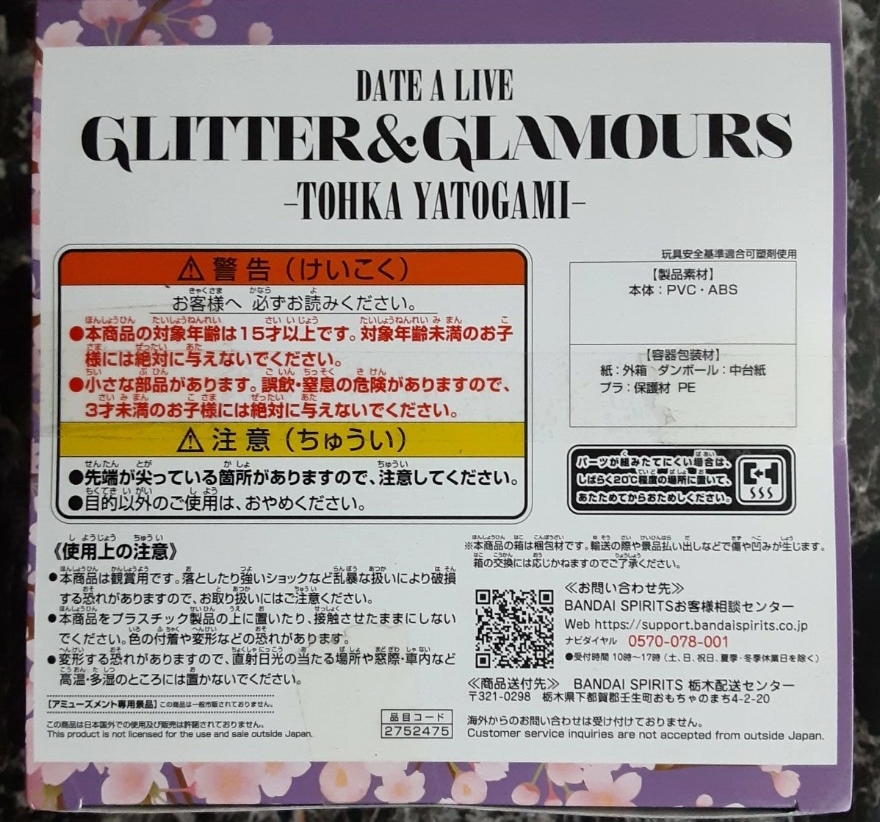 DATE A LIVE
GLITTER&GLAMOURS
-TOHKA YATOGAMI-
⚠警告(けいこく)
お客様へ 必ずお読みください。
●本商品の対象年齢は15才以上です。対象年齢未満のお子
様には絶対に与えないでください。
●小さな部品があります。誤飲・窒息の危険がありますので、
3才未満のお子様には絶対に与えないでください。
⚠注意(ちゅうい)
●先端が尖っている箇所がありますので、注意してください。
●目的以外のご使用は、おやめください。
玩具安全基準適合可塑剤使用
【製品素材】
本体:PVC・ABS
【容器包装材】
紙:外箱 ダンボール:中台紙
プラ:保護材 PE
パーツが組みたてにくい場合は、
しばらく20℃程度の場所に置いて、
あたためてからおためしください。
《使用上の注意》
●本商品は観賞用です。落としたり強いショックなど乱暴な扱いにより破損
する恐れがありますので、お取り扱いにはご注意ください。
●本商品をプラスチック製品の上に置いたり、接触させたままにしない
でください。色の付着や変形などの恐れがあります。
●変形する恐れがありますので、直射日光の当たる場所や窓際・車内など
高温・多湿のところには置かないでください。
【アミューズメント専用景品】この商品は一般市販されておりません。
この商品は日本国外での使用及び販売は許諾されておりません。
This product is not licensed for the use and sale outside Japan.
品目コード
2752475
※本商品の箱は梱包材です。輸送の際や景品払い出しなどで傷や凹みが生じます。
箱の交換には応じかねますのでご了承ください。
≪お問い合わせ先≫
BANDAI SPIRITSお客様相談センター
Web https://support.bandaispirits.co.jp
ナビダイヤル 0570-078-001
●受付時間 10時〜17時(土、日、祝日、夏季・冬季休業日を除く)
≪商品送付先≫ BANDAI SPIRITS 栃木配送センター
〒321-0298 栃木県下都賀郡壬生町おもちゃのまち4-2-20
海外からのお問い合わせは受け付けておりません。
Customer service inquiries are not accepted from outside Japan.